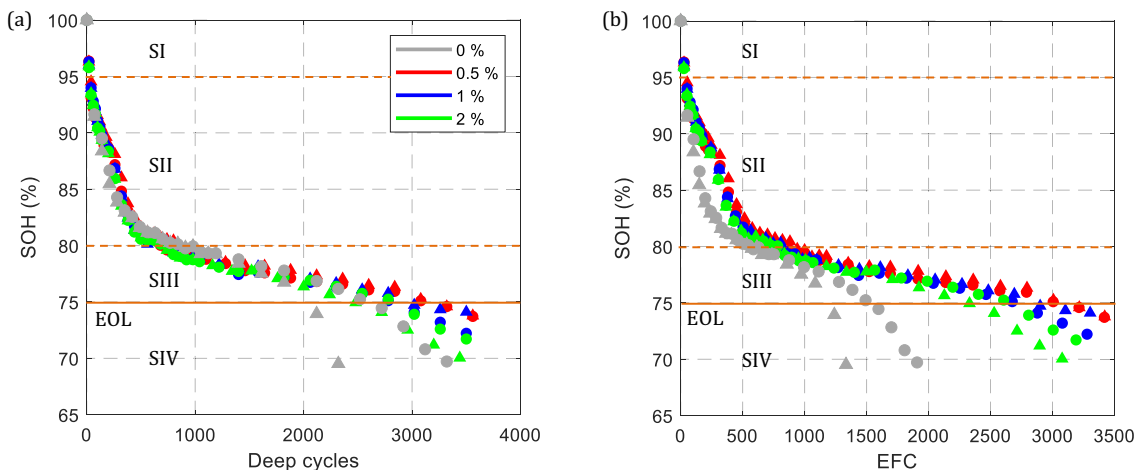 (a)
SOH (%)
100
95
90
85
80
75
70
65
SI
SII
SIII
EOL
SIV
0 %
0.5 %
1 %
2 %
0
1000
2000
3000
4000
Deep cycles
(b)
SOH (%)
100
95
90
85
80
75
70
65
SI
SII
SIII
EOL
SIV
0
500
1000
1500
2000
2500
3000
3500
EFC